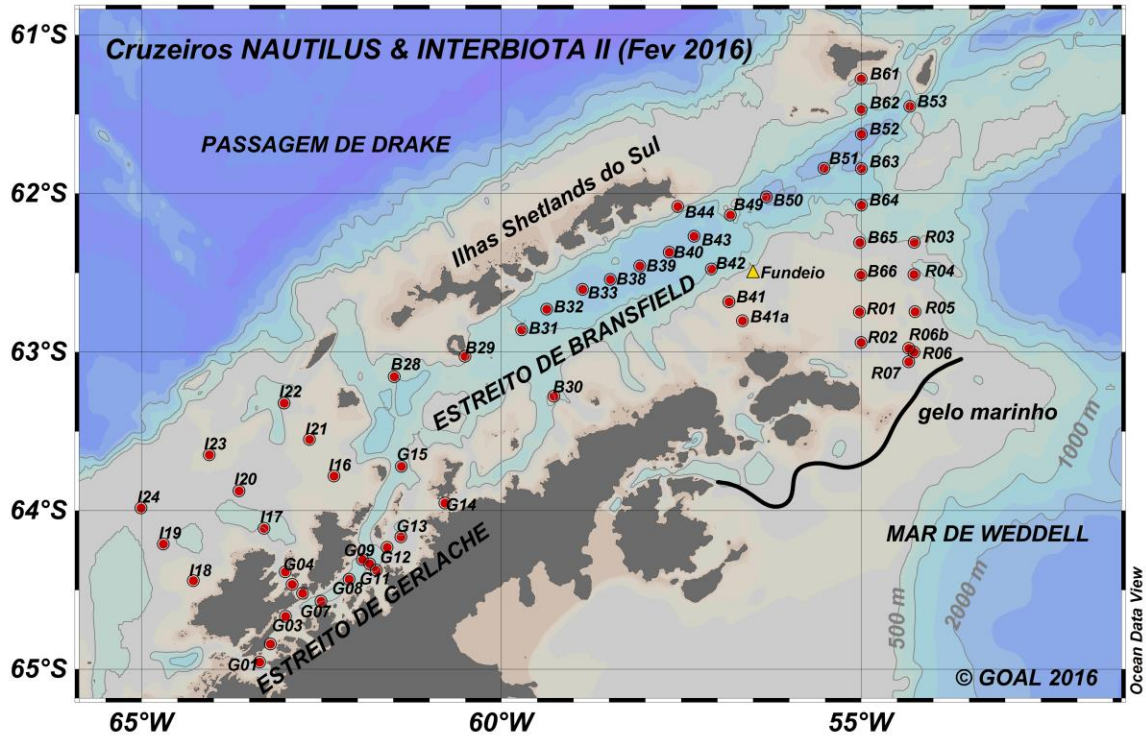 Cruzeiros NAUTILUS & INTERBIOTA II (Fev 2016)
61°S
62°S
63°S
64°S
65°S
65°W
60°W
55°W
PASSAGEM DE DRAKE
Ilhas Shetlands do Sul
ESTREITO DE BRANSFIELD
ESTREITO DE GERLACHE
MAR DE WEDDELL
gelo marinho
Fundeio
B61
B62
B53
B52
B51
B63
B50
B64
B44
B49
B43
B65
R03
B40
B42
B39
B66
R04
B38
B33
B41
B32
B41a
R01
R05
B31
R02
R06b
R06
R07
B29
B28
B30
I22
I21
I23
G15
I16
I20
I24
G14
I17
I19
G13
G12
G09
G11
G04
G08
I18
G07
G03
G01
500 m
1000 m
2000 m
© GOAL 2016
Ocean Data View